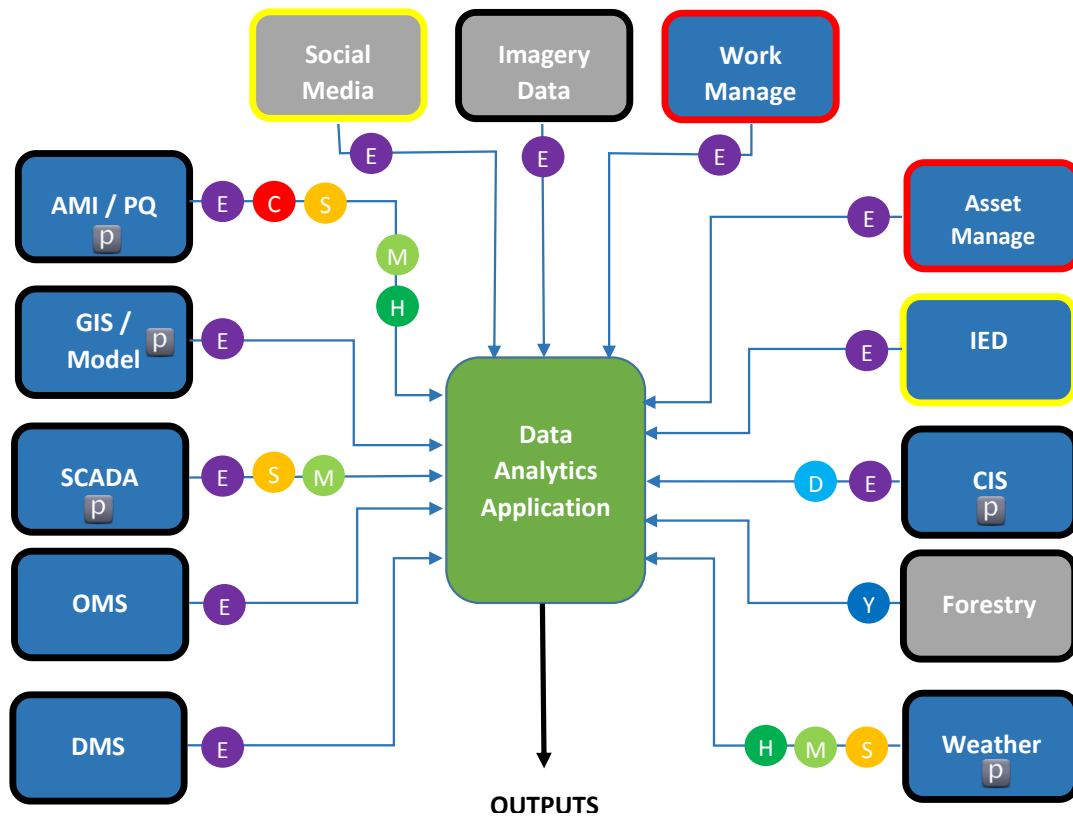 Social
Media
Imagery
Data
Work
Manage
E
E
E
AMI / PQ
p
E C S
M
H
Asset
Manage
E
GIS /
Model p
E
IED
E
Data
Analytics
Application
SCADA
p
E S M
D E
CIS
p
OMS
E
Y
Forestry
DMS
E
H M S
Weather
p
OUTPUTS